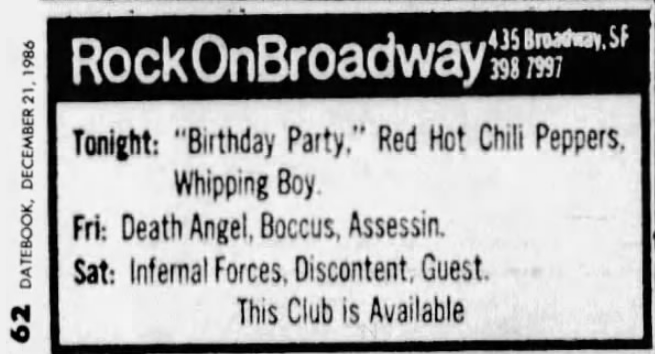 62 DATEBOOK, DECEMBER 21, 1986
RockOnBroadway
435 Broadway, SF
398 7997
Tonight: "Birthday Party," Red Hot Chili Peppers,
Whipping Boy.
Fri: Death Angel, Boccus, Assessin.
Sat: Infernal Forces, Discontent, Guest.
This Club is Available